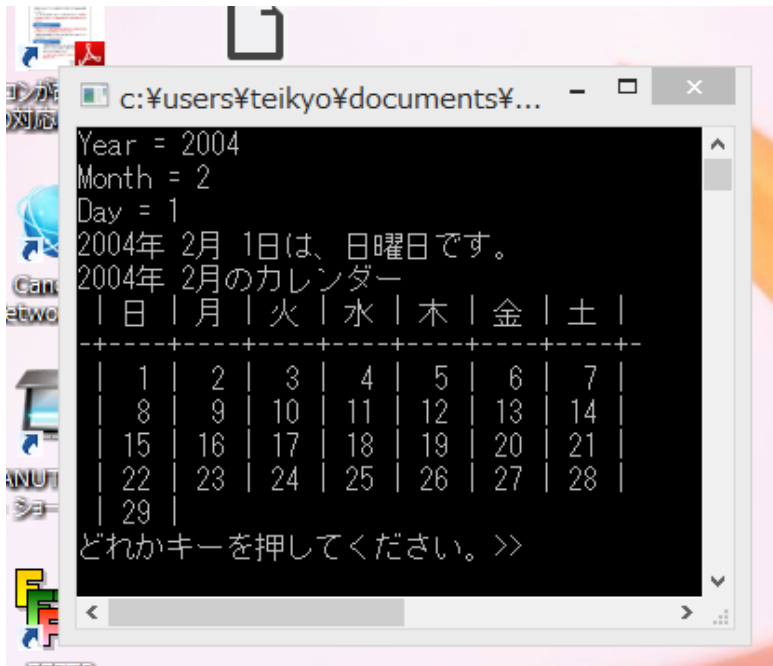 c:¥users¥teikyo¥documents¥...
Year = 2004
Month = 2
Day = 1
2004年 2月 1日は、日曜日です。
2004年 2月のカレンダー
| 日 | 月 | 火 | 水 | 木 | 金 | 土 |
-+----+----+----+----+----+----+----+-
| 1 | 2 | 3 | 4 | 5 | 6 | 7 |
| 8 | 9 | 10 | 11 | 12 | 13 | 14 |
| 15 | 16 | 17 | 18 | 19 | 20 | 21 |
| 22 | 23 | 24 | 25 | 26 | 27 | 28 |
| 29 |
どれかキーを押してください。>>